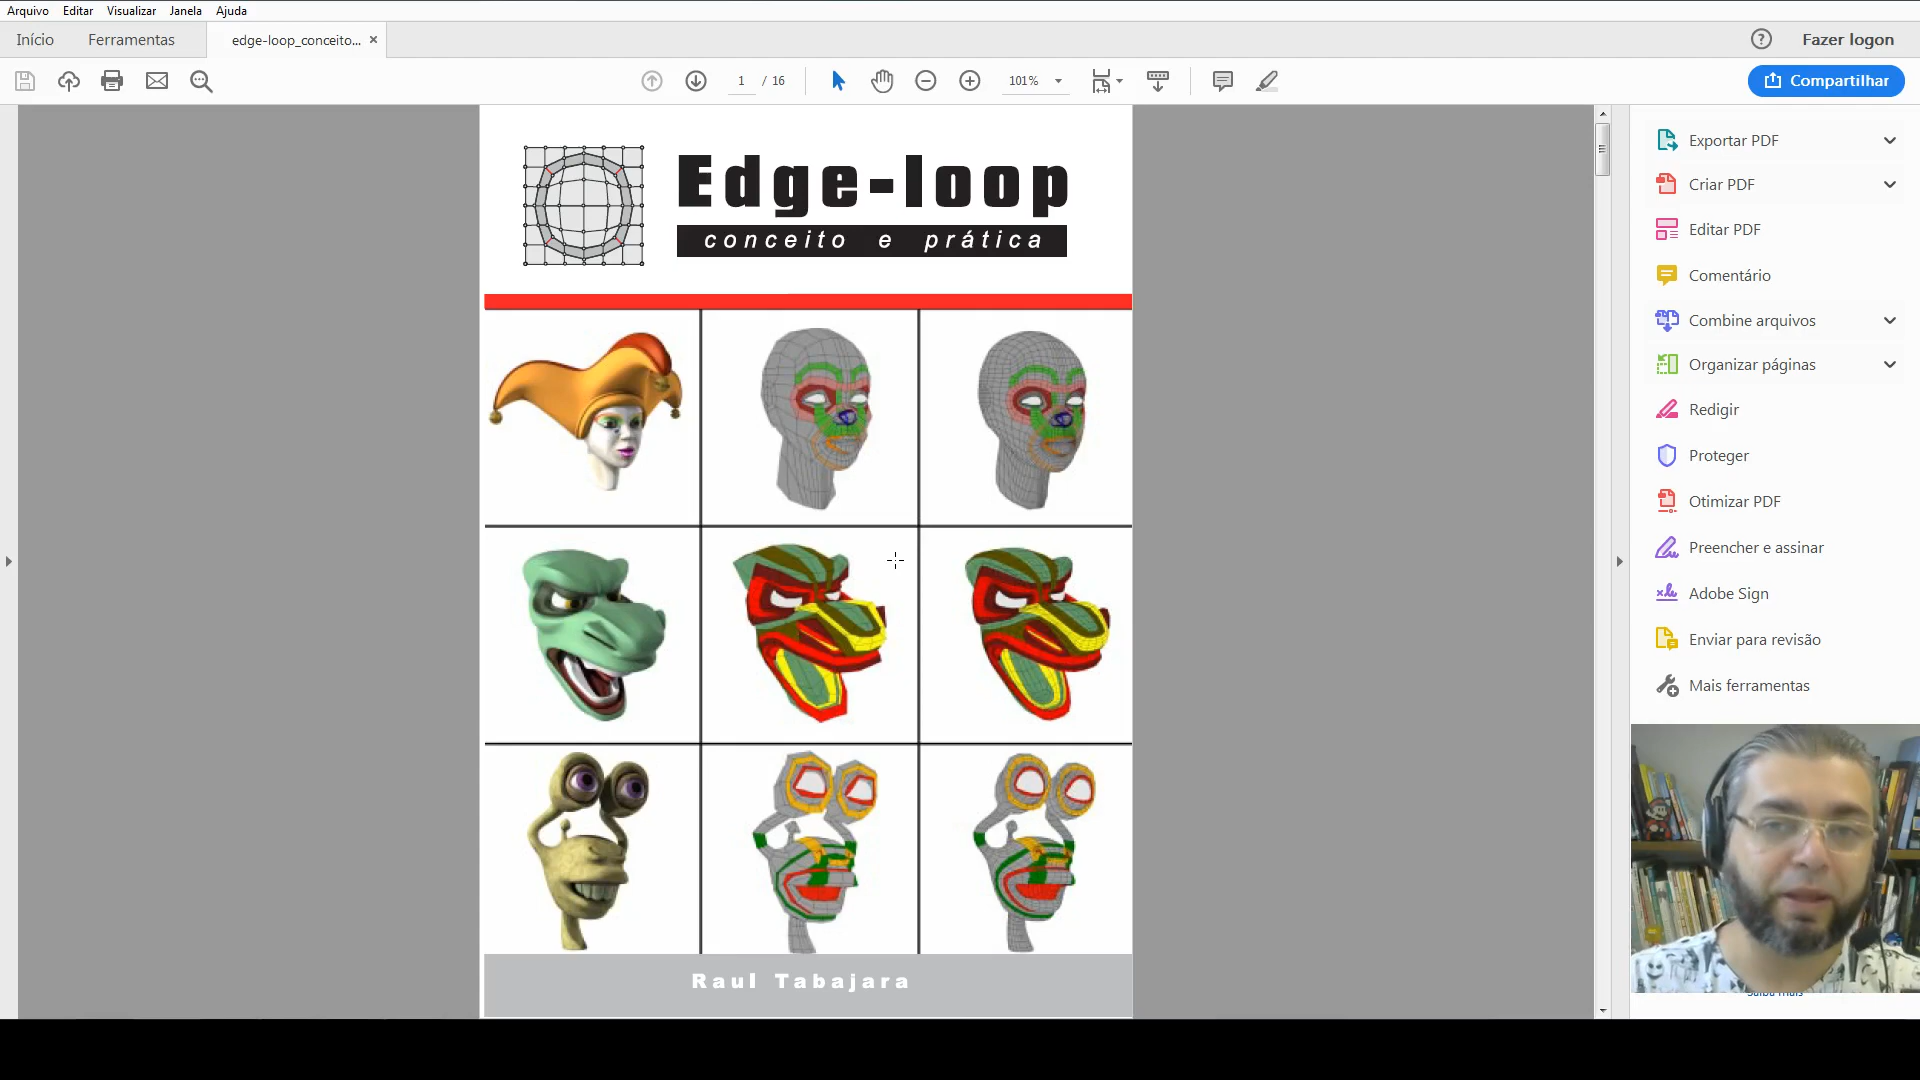 Arquivo Editar Visualizar Janela Ajuda
Início Ferramentas edge-loop_conceito... × Fazer logon
1 / 16 101% Compartilhar
Exportar PDF
Criar PDF
Editar PDF
Comentário
Combine arquivos
Organizar páginas
Redigir
Proteger
Otimizar PDF
Preencher e assinar
Adobe Sign
Enviar para revisão
Mais ferramentas
Edge-loop
conceito e prática
Raul Tabajara